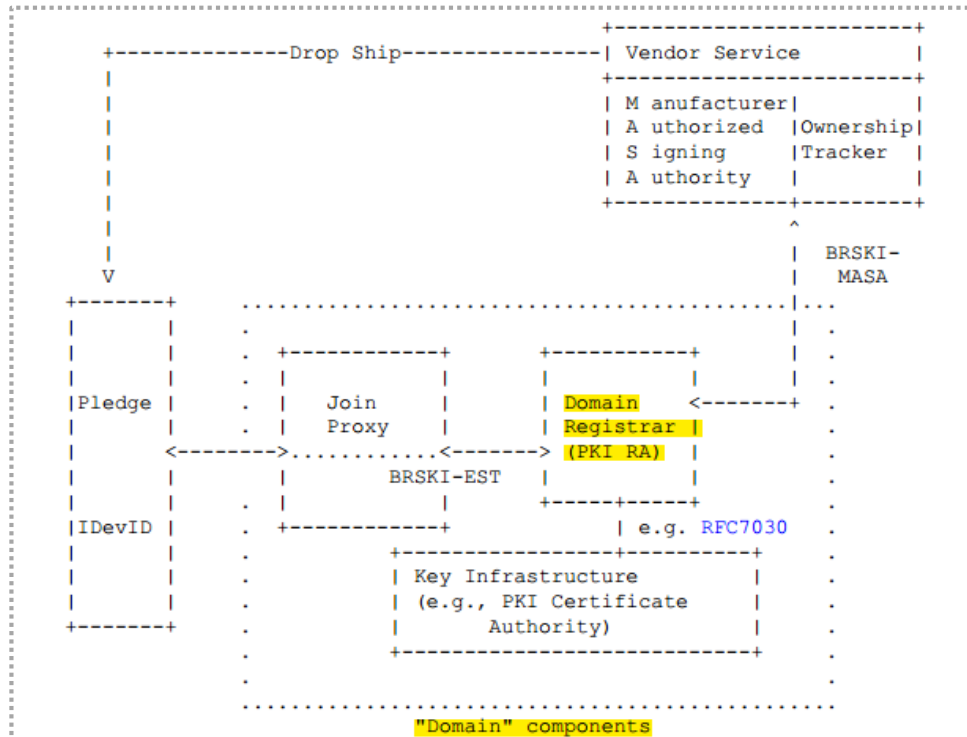 Drop Ship
Vendor Service
M anufacturer
A uthorized Ownership
S igning Tracker
A uthority
BRSKI-
MASA
Pledge Join Domain
Proxy Registrar
(PKI RA)
BRSKI-EST
IDevID e.g. RFC7030
Key Infrastructure
(e.g., PKI Certificate
Authority)
"Domain" components